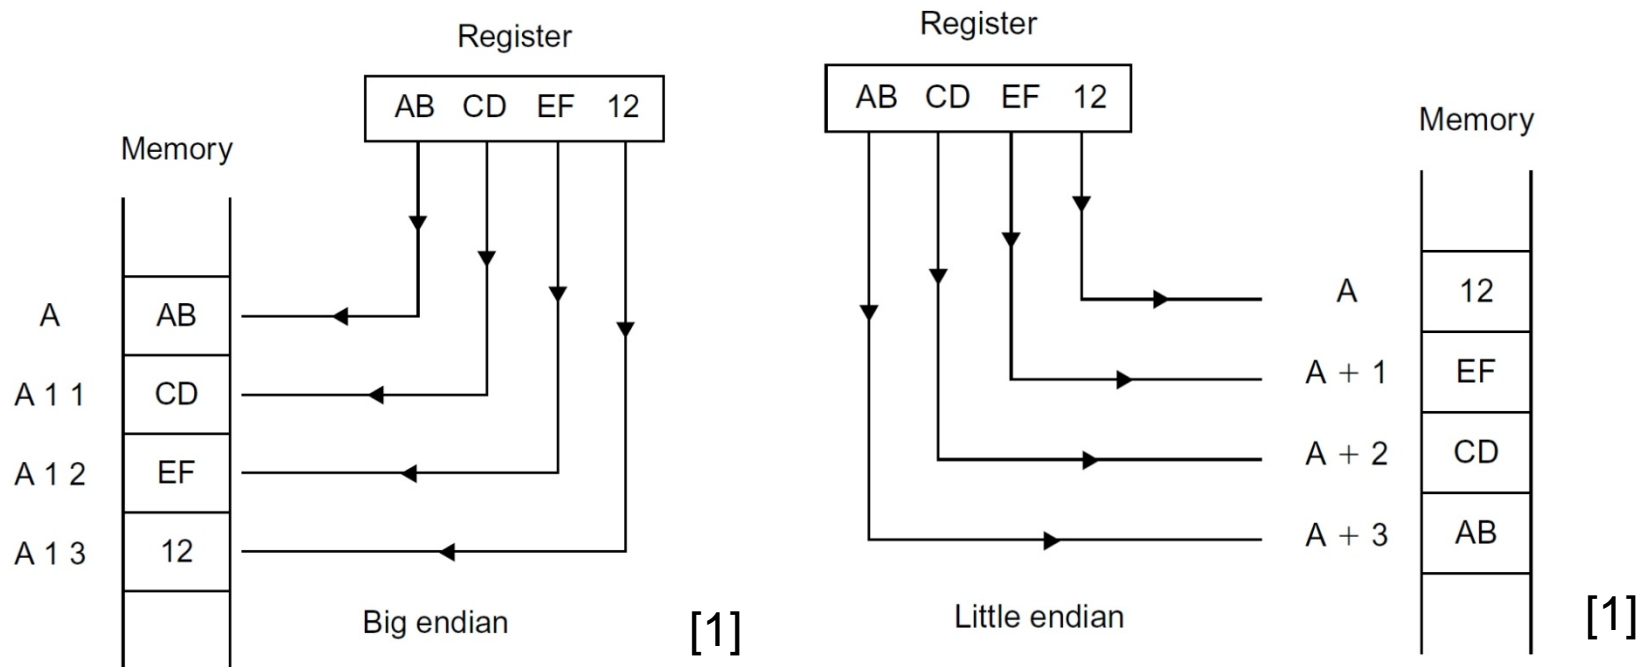 Register
AB CD EF 12
Memory
A AB
A 1 1 CD
A 1 2 EF
A 1 3 12
Big endian [1]
Register
AB CD EF 12
Memory
A 12
A + 1 EF
A + 2 CD
A + 3 AB
Little endian [1]